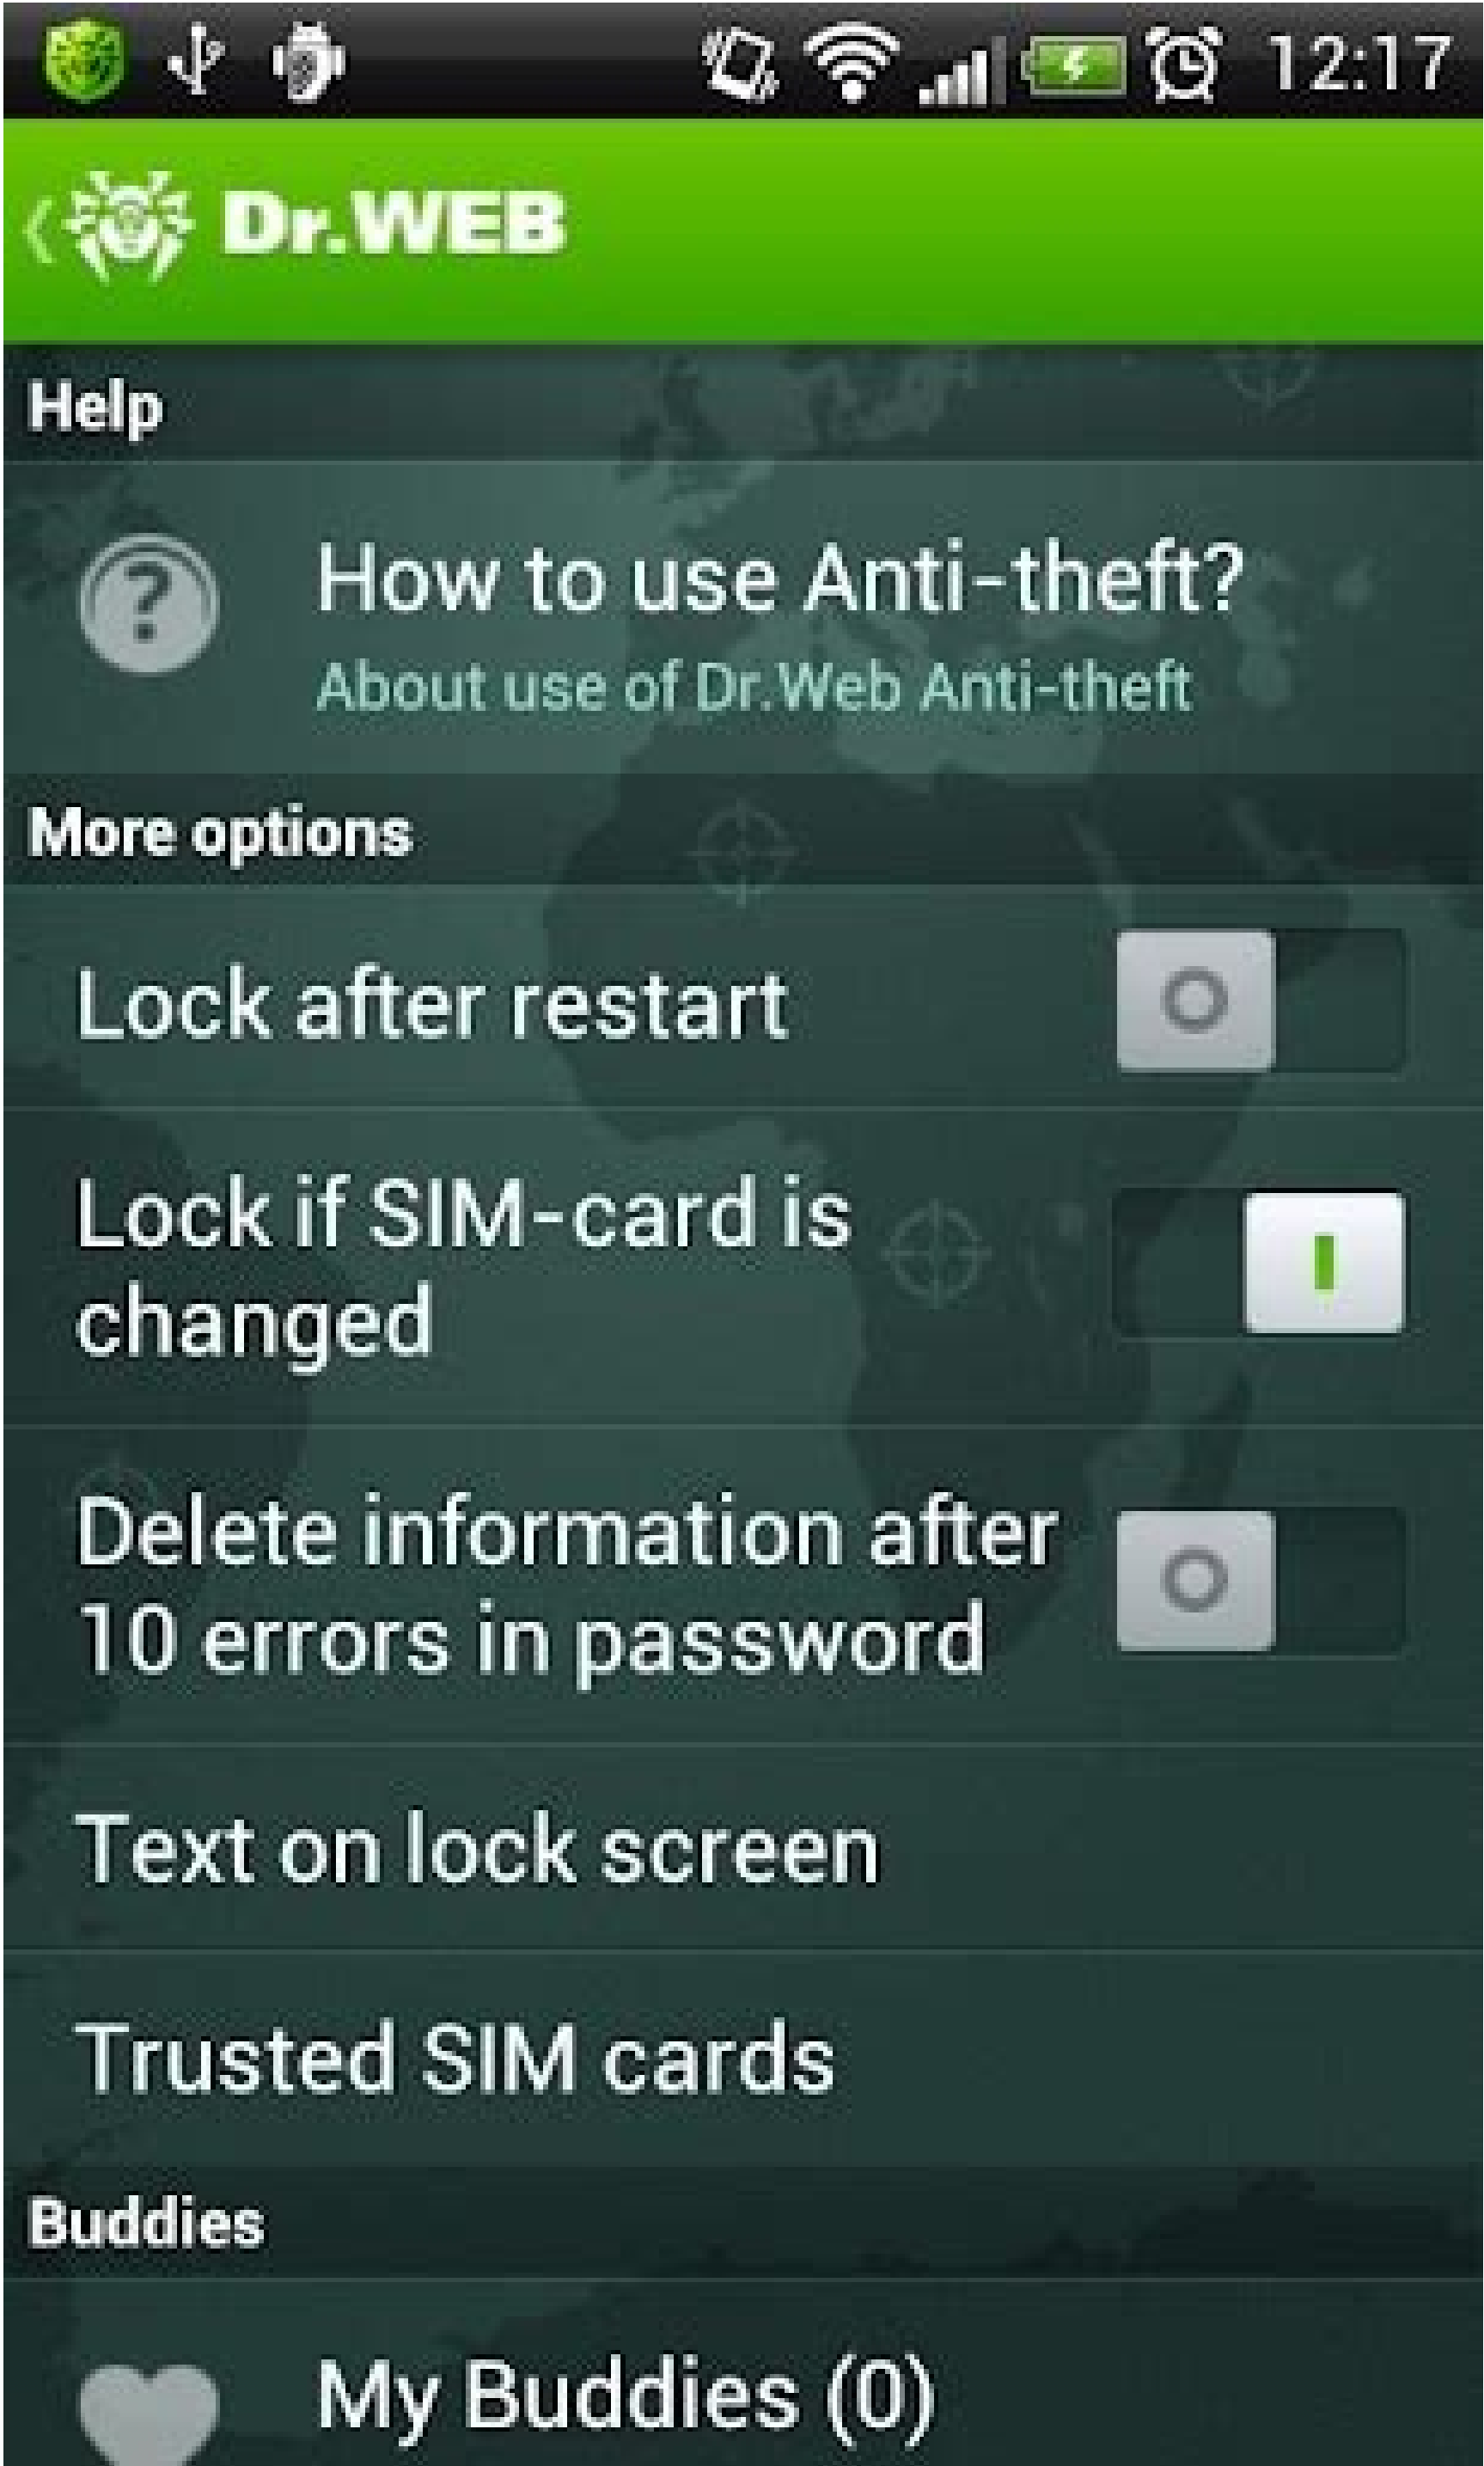 12:17
Dr.WEB
Help
How to use Anti-theft?
About use of Dr.Web Anti-theft
More options
Lock after restart
Lock if SIM-card is
changed
Delete information after
10 errors in password
Text on lock screen
Trusted SIM cards
Buddies
My Buddies (0)